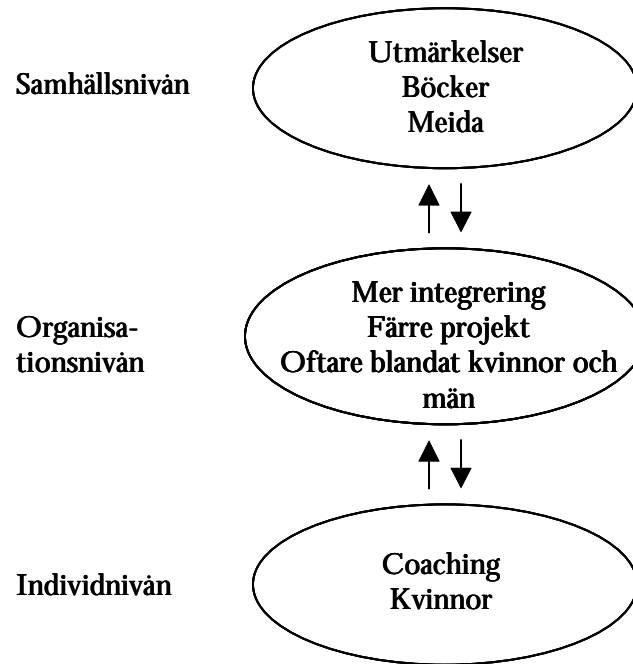 Samhällsnivån
Utmärkelser
Böcker
Meida
Organisa-
tionsnivån
Mer integrering
Färre projekt
Oftare blandat kvinnor och
män
Individnivån
Coaching
Kvinnor